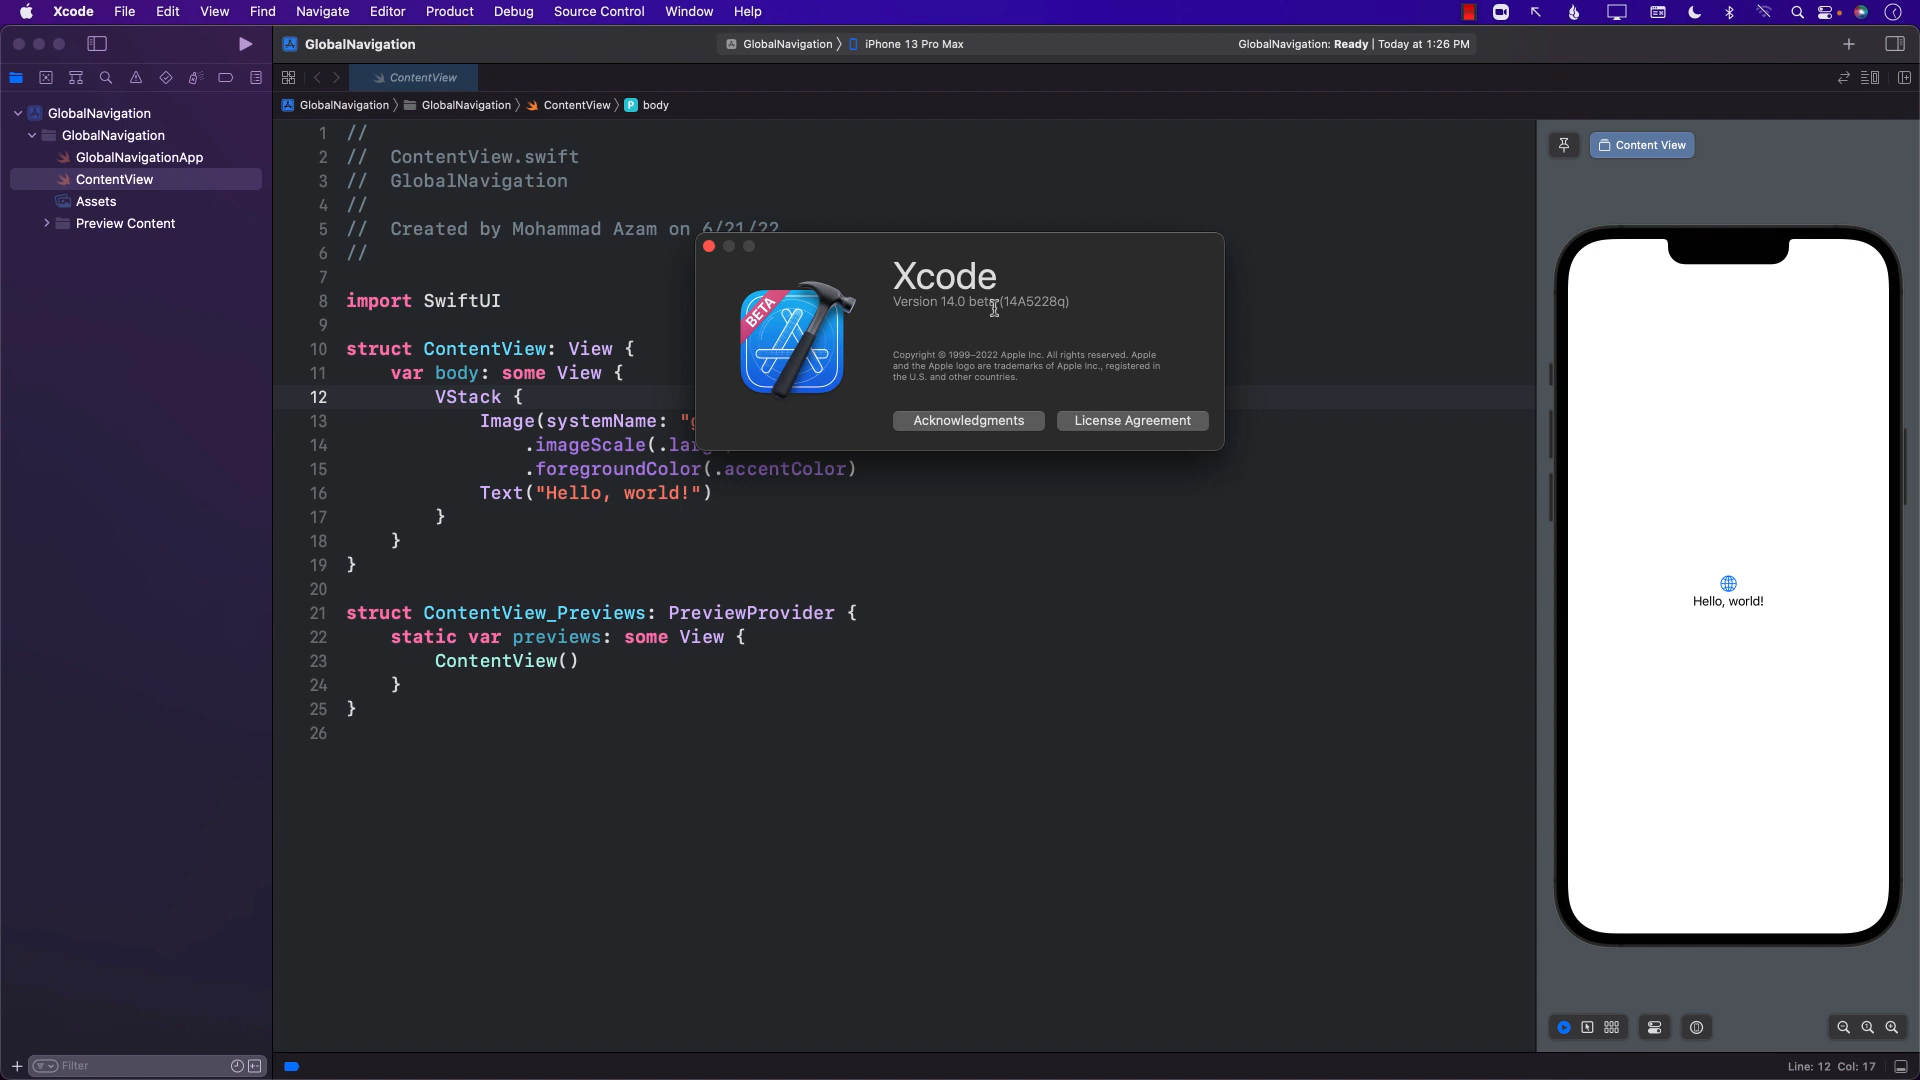 Xcode File Edit View Find Navigate Editor Product Debug Source Control Window Help
GlobalNavigation
GlobalNavigation 〉 iPhone 13 Pro Max
GlobalNavigation: Ready | Today at 1:26 PM
ContentView
GlobalNavigation 〉 GlobalNavigation 〉 ContentView 〉 P body
GlobalNavigation
GlobalNavigation
GlobalNavigationApp
ContentView
Assets
Preview Content
1 //
2 // ContentView.swift
3 // GlobalNavigation
4 //
5 // Created by Mohammad Azam on 6/21/22
6 //
7
8 import SwiftUI
9
10 struct ContentView: View {
11 var body: some View {
12 VStack {
13 Image(systemName: "g
14 .imageScale(.lar
15 .foregroundColor(.accentColor)
16 Text("Hello, world!")
17 }
18 }
19 }
20
21 struct ContentView_Previews: PreviewProvider {
22 static var previews: some View {
23 ContentView()
24 }
25 }
26
BETA
Xcode
Version 14.0 beta (14A5228q)
Copyright © 1999–2022 Apple Inc. All rights reserved. Apple
and the Apple logo are trademarks of Apple Inc., registered in
the U.S. and other countries.
Acknowledgments
License Agreement
Content View
Hello, world!
Filter
Line: 12 Col: 17